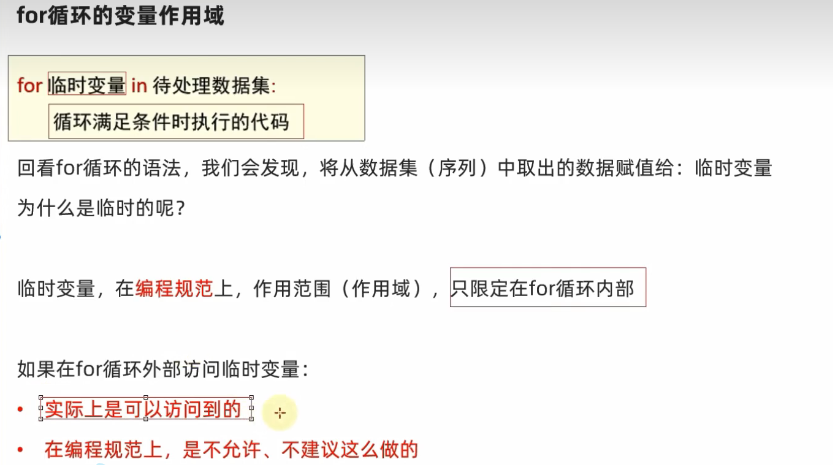 for循环的变量作用域
for 临时变量 in 待处理数据集:
循环满足条件时执行的代码
回看for循环的语法，我们会发现，将从数据集（序列）中取出的数据赋值给：临时变量
为什么是临时的呢？
临时变量，在编程规范上，作用范围（作用域），只限定在for循环内部
如果在for循环外部访问临时变量：
• 实际上是可以访问到的
• 在编程规范上，是不允许、不建议这么做的